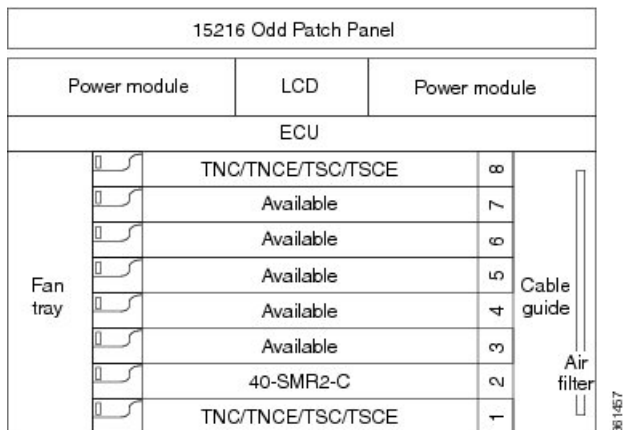 15216 Odd Patch Panel
Power module LCD Power module
ECU
TNC/TNCE/TSC/TSCE 8
Available 7
Available 6
Available 5
Available 4
Available 3
40-SMR2-C 2
TNC/TNCE/TSC/TSCE 1
Fan
tray
Cable
guide
Air
filter
361457